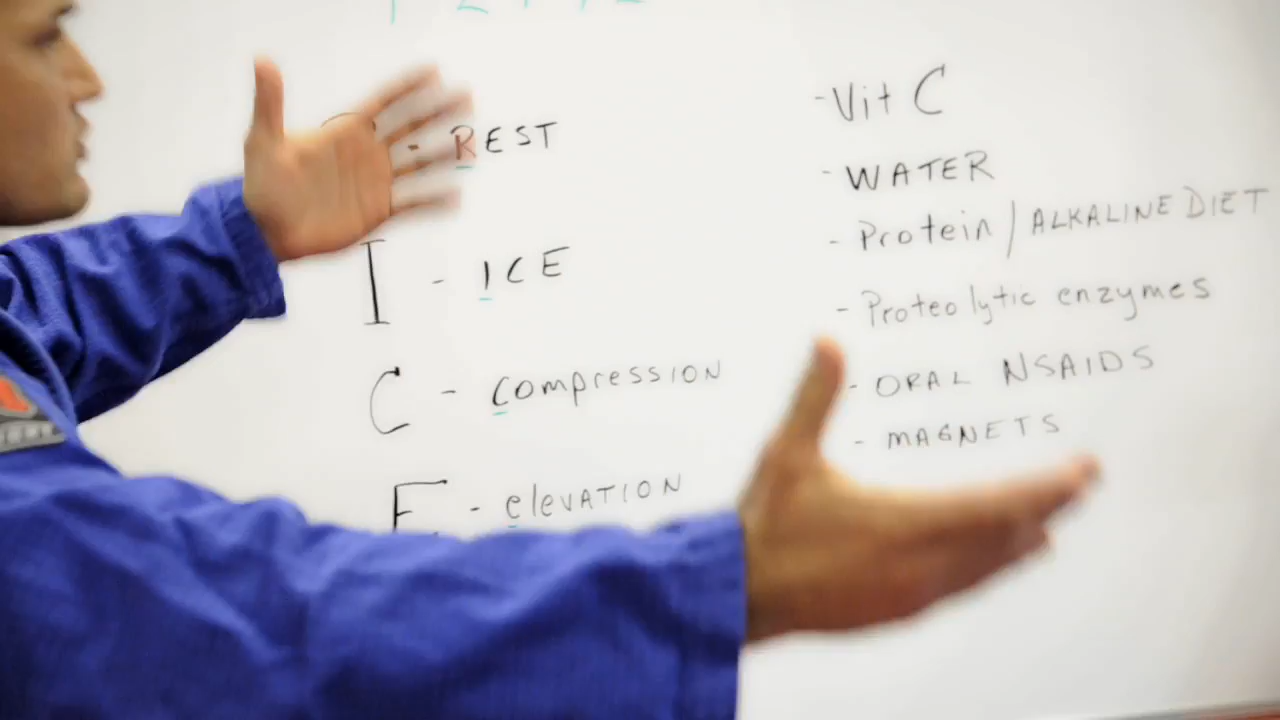 - REST
I - ICE
C - Compression
E - elevation
- Vit C
- WATER
- Protein / ALKALINE DIET
- Proteolytic enzymes
- ORAL NSAIDS
- MAGNETS